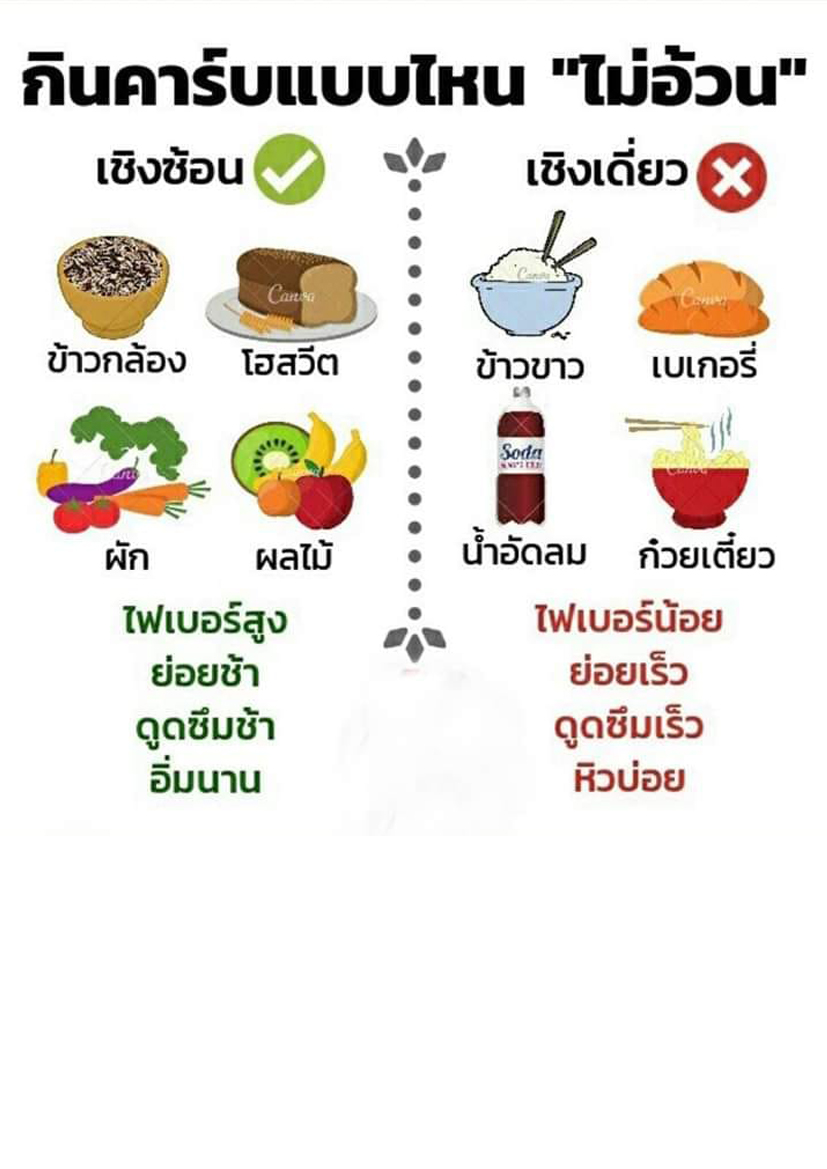 กินคาร์บแบบไหน "ไม่อ้วน"
เชิงซ้อน
ข้าวกล้อง
โฮสวีต
ผัก
ผลไม้
ไฟเบอร์สูง
ย่อยช้า
ดูดซึมช้า
อิ่มนาน
เชิงเดี่ยว
ข้าวขาว
เบเกอรี่
Soda
น้ำอัดลม
ก๋วยเตี๋ยว
ไฟเบอร์น้อย
ย่อยเร็ว
ดูดซึมเร็ว
หิวบ่อย
Canva
Canva
Canva